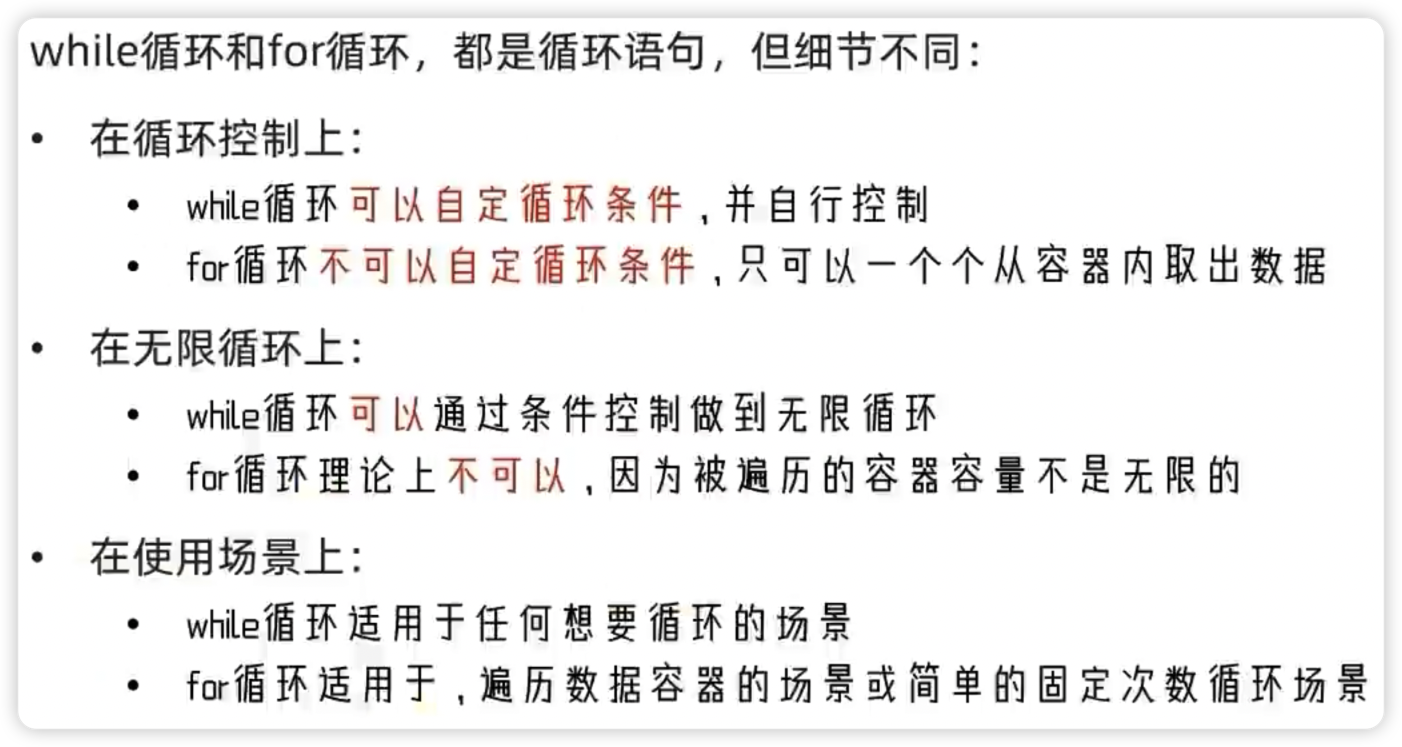 while循环和for循环，都是循环语句，但细节不同：
• 在循环控制上：
• while循环可以自定循环条件，并自行控制
• for循环不可以自定循环条件，只可以一个个从容器内取出数据
• 在无限循环上：
• while循环可以通过条件控制做到无限循环
• for循环理论上不可以，因为被遍历的容器容量不是无限的
• 在使用场景上：
• while循环适用于任何想要循环的场景
• for循环适用于，遍历数据容器的场景或简单的固定次数循环场景